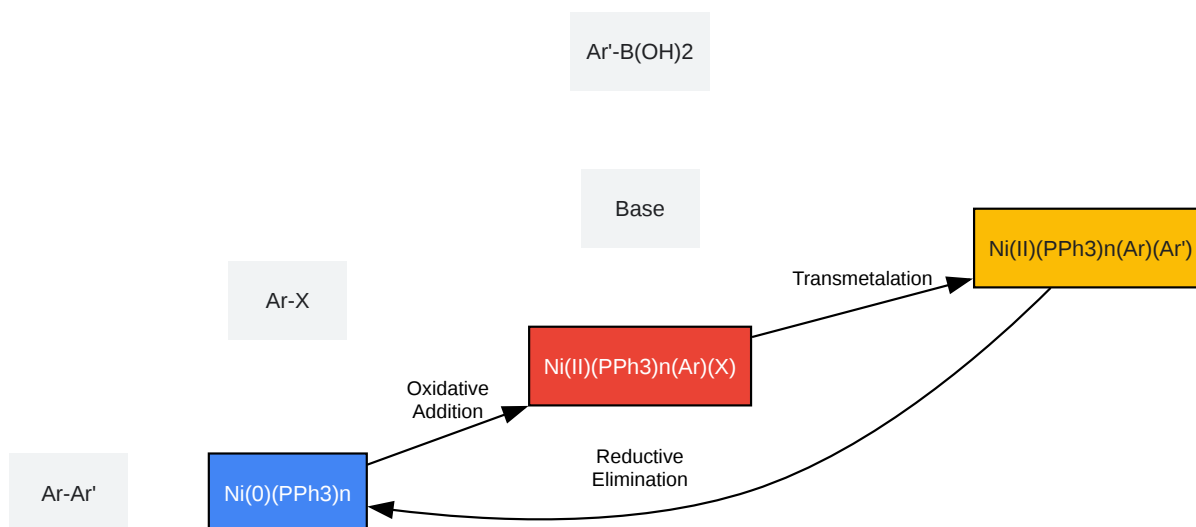 Ar'-B(OH)2
Base
Ni(II)(PPh3)n(Ar)(Ar')
Transmetalation
Ar-X
Ni(II)(PPh3)n(Ar)(X)
Oxidative
Addition
Reductive
Elimination
Ar-Ar'
Ni(0)(PPh3)n